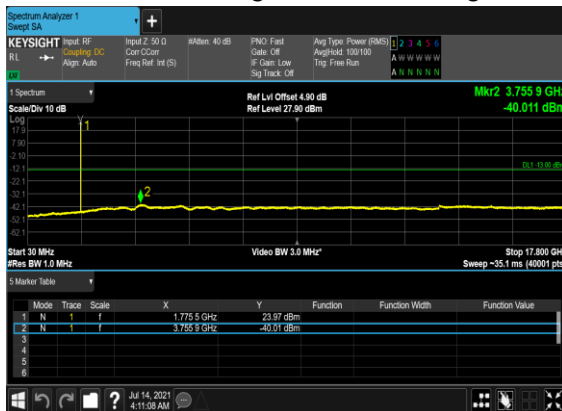 Spectrum Analyzer 1
Swept SA
+
KEYSIGHT Input: RF Input Z: 50 Ω #Atten: 40 dB PNO: Fast Avg Type: Power (RMS) 1 2 3 4 5 6
RL Coupling: DC Corr CCorr Gate: Off Avg|Hold: 100/100 A W W W W W
Align: Auto Freq Ref: Int (S) IF Gain: Low Trig: Free Run
Sig Track: Off A N N N N N
1 Spectrum Ref Lvl Offset 4.90 dB Mkr2 3.755 9 GHz
Scale/Div 10 dB Ref Level 27.90 dBm -40.011 dBm
Log
17.9
7.90
-2.10
-12.1
-22.1
-32.1
-42.1
-52.1
-62.1
1
2
DL1 -13.00 dBm
Start 30 MHz Video BW 3.0 MHz* Stop 17.800 GHz
#Res BW 1.0 MHz Sweep ~35.1 ms (40001 pts)
5 Marker Table
Mode Trace Scale X Y Function Function Width Function Value
1 N 1 f 1.775 5 GHz 23.97 dBm
2 N 1 f 3.755 9 GHz -40.01 dBm
3
4
5
6
? Jul 14, 2021
4:11:08 AM